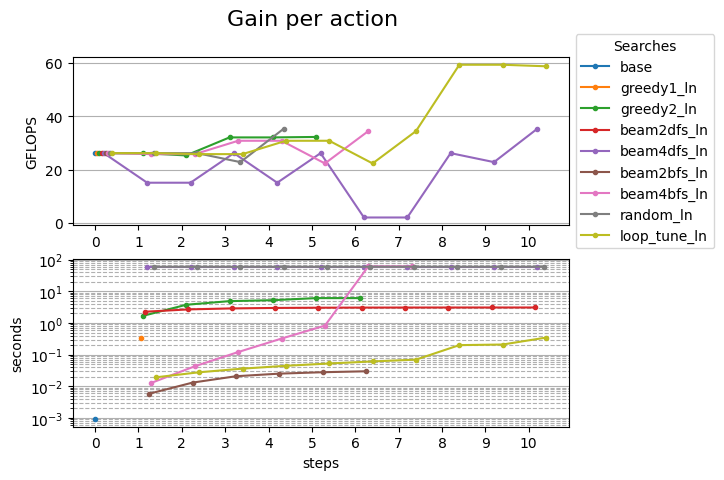 Gain per action
60
40
20
0
GFLOPS
0 1 2 3 4 5 6 7 8 9 10
Searches
base
greedy1_ln
greedy2_ln
beam2dfs_ln
beam4dfs_ln
beam2bfs_ln
beam4bfs_ln
random_ln
loop_tune_ln
10²
10¹
10⁰
10⁻¹
10⁻²
10⁻³
seconds
0 1 2 3 4 5 6 7 8 9 10
steps